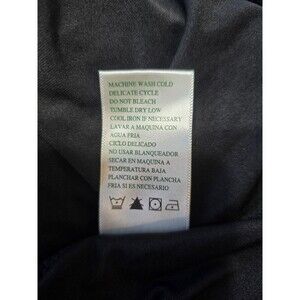 MACHINE WASH COLD
DELICATE CYCLE
DO NOT BLEACH
TUMBLE DRY LOW
COOL IRON IF NECESSARY
LAVAR A MAQUINA CON
AGUA FRIA
CICLO DELICADO
NO USAR BLANQUEADOR
SECAR EN MAQUINA A
TEMPERATURA BAJA
PLANCHAR CON PLANCHA
FRIA SI ES NECESARIO